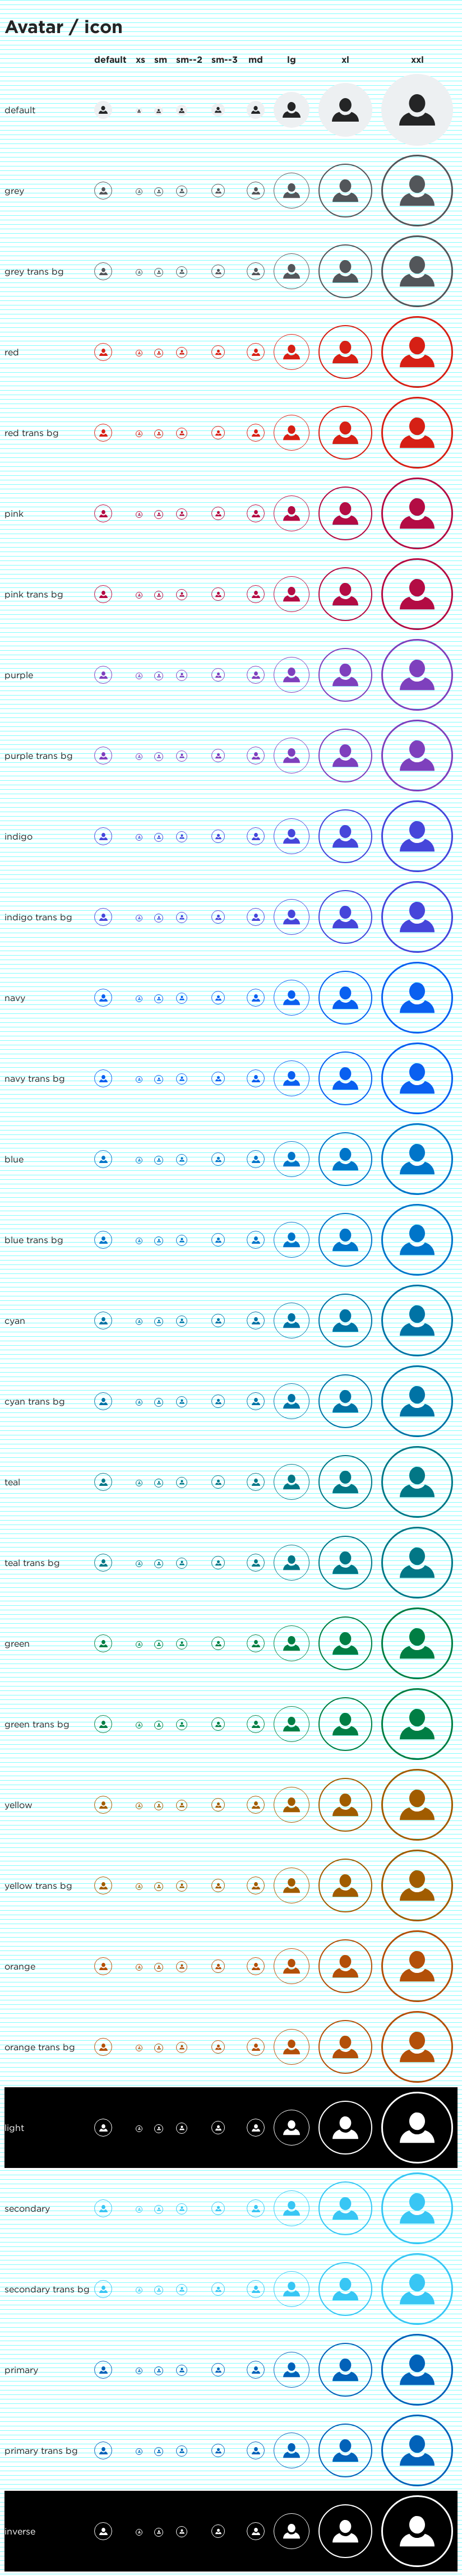 Avatar / icon
default xs sm sm--2 sm--3 md lg xl xxl
default
grey
grey trans bg
red
red trans bg
pink
pink trans bg
purple
purple trans bg
indigo
indigo trans bg
navy
navy trans bg
blue
blue trans bg
cyan
cyan trans bg
teal
teal trans bg
green
green trans bg
yellow
yellow trans bg
orange
orange trans bg
light
secondary
secondary trans bg
primary
primary trans bg
inverse